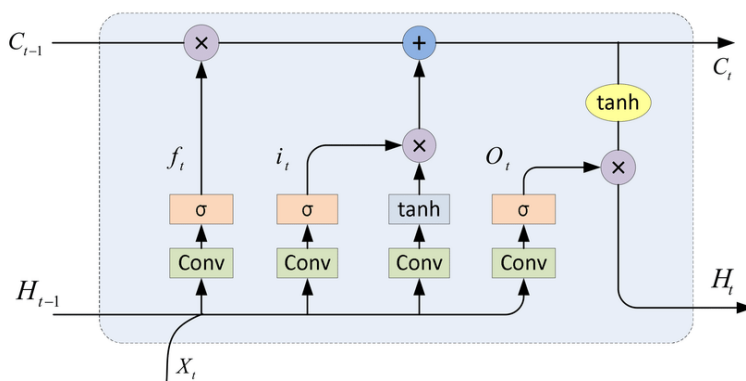 C_{t-1} × + C_t
tanh
f_t i_t × O_t ×
σ σ tanh σ
Conv Conv Conv Conv
H_{t-1} H_t
X_t